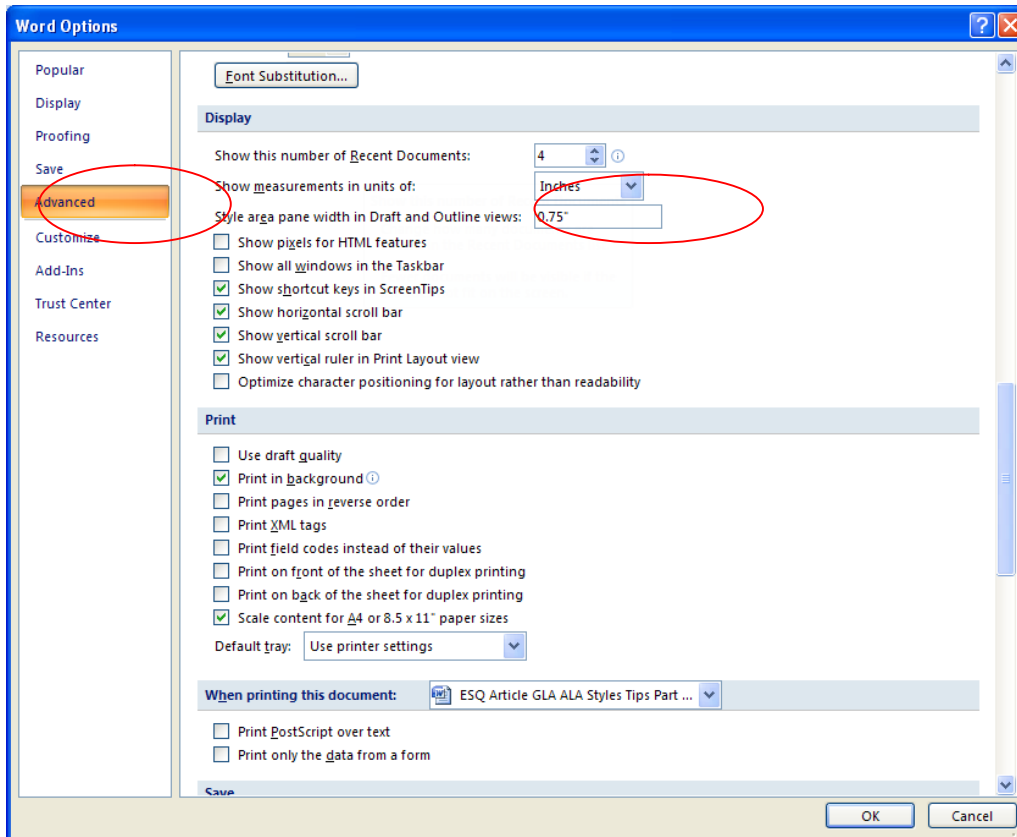 Word Options
Popular
Display
Proofing
Save
Advanced
Customize
Add-Ins
Trust Center
Resources
Font Substitution...
Display
Show this number of Recent Documents: 4
Show measurements in units of: Inches
Style area pane width in Draft and Outline views: 0.75"
Show pixels for HTML features
Show all windows in the Taskbar
Show shortcut keys in ScreenTips
Show horizontal scroll bar
Show vertical scroll bar
Show vertical ruler in Print Layout view
Optimize character positioning for layout rather than readability
Print
Use draft quality
Print in background
Print pages in reverse order
Print XML tags
Print field codes instead of their values
Print on front of the sheet for duplex printing
Print on back of the sheet for duplex printing
Scale content for A4 or 8.5 x 11" paper sizes
Default tray: Use printer settings
When printing this document: ESQ Article GLA ALA Styles Tips Part ...
Print PostScript over text
Print only the data from a form
Save
OK Cancel